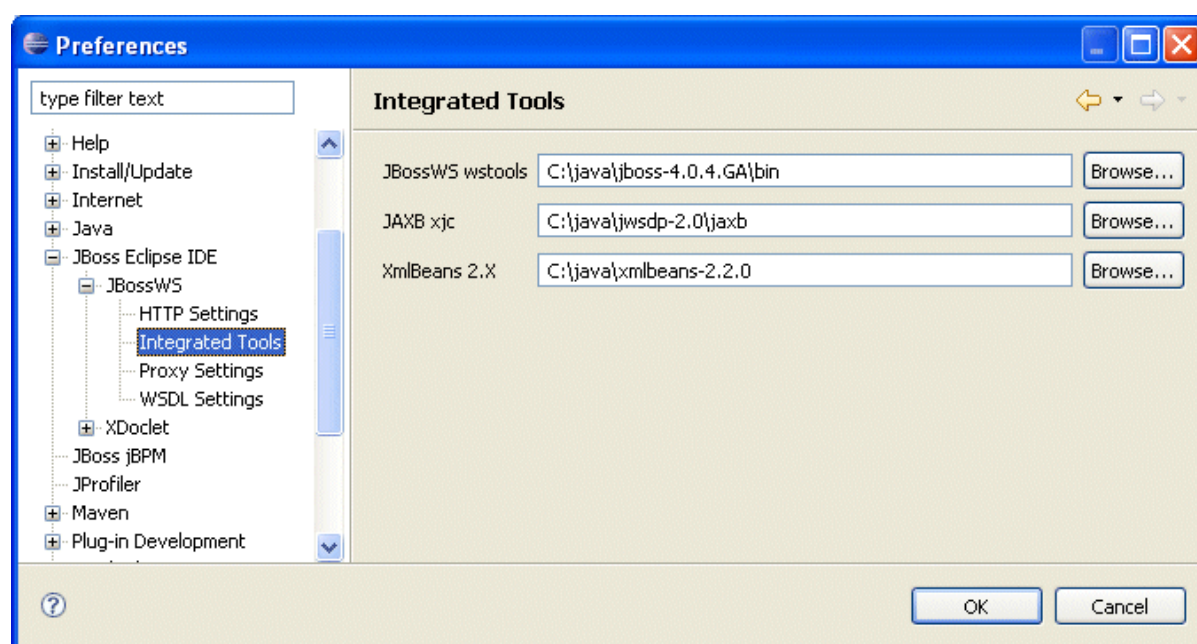 Preferences
type filter text
Help
Install/Update
Internet
Java
JBoss Eclipse IDE
JBossWS
HTTP Settings
Integrated Tools
Proxy Settings
WSDL Settings
XDoclet
JBoss jBPM
JProfiler
Maven
Plug-in Development
Integrated Tools
JBossWS wstools C:\java\jboss-4.0.4.GA\bin Browse...
JAXB xjc C:\java\jwsdp-2.0\jaxb Browse...
XmlBeans 2.X C:\java\xmlbeans-2.2.0 Browse...
? OK Cancel